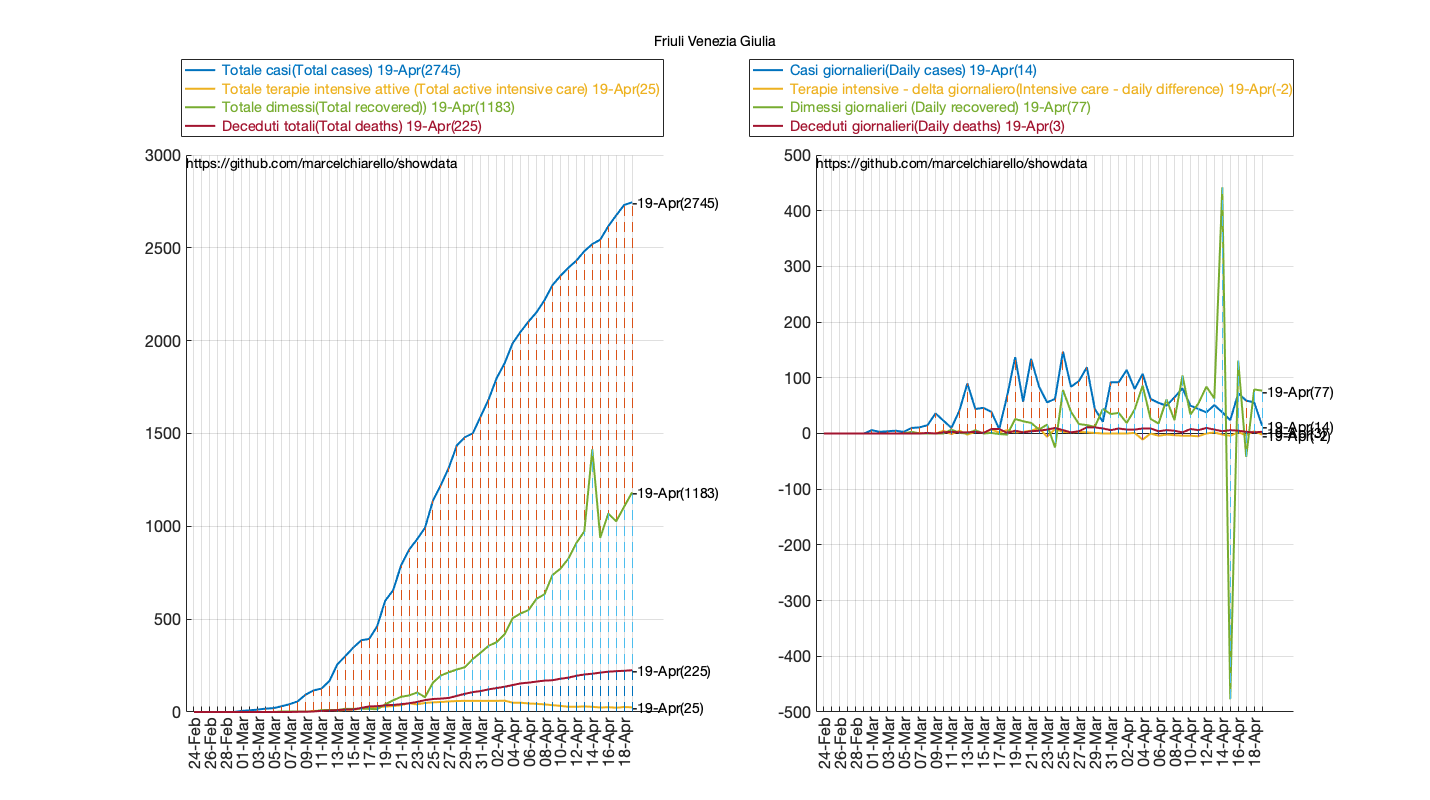 Friuli Venezia Giulia
Totale casi(Total cases) 19-Apr(2745)
Totale terapie intensive attive (Total active intensive care) 19-Apr(25)
Totale dimessi(Total recovered)) 19-Apr(1183)
Deceduti totali(Total deaths) 19-Apr(225)
https://github.com/marcelchiarello/showdata
3000
2500
2000
1500
1000
500
0
-19-Apr(2745)
-19-Apr(1183)
-19-Apr(225)
-19-Apr(25)
24-Feb
26-Feb
28-Feb
01-Mar
03-Mar
05-Mar
07-Mar
09-Mar
11-Mar
13-Mar
15-Mar
17-Mar
19-Mar
21-Mar
23-Mar
25-Mar
27-Mar
29-Mar
31-Mar
02-Apr
04-Apr
06-Apr
08-Apr
10-Apr
12-Apr
14-Apr
16-Apr
18-Apr
Casi giornalieri(Daily cases) 19-Apr(14)
Terapie intensive - delta giornaliero(Intensive care - daily difference) 19-Apr(-2)
Dimessi giornalieri (Daily recovered) 19-Apr(77)
Deceduti giornalieri(Daily deaths) 19-Apr(3)
https://github.com/marcelchiarello/showdata
500
400
300
200
100
0
-100
-200
-300
-400
-500
-19-Apr(77)
-19-Apr(14)
-19-Apr(3)
-19-Apr(-2)
24-Feb
26-Feb
28-Feb
01-Mar
03-Mar
05-Mar
07-Mar
09-Mar
11-Mar
13-Mar
15-Mar
17-Mar
19-Mar
21-Mar
23-Mar
25-Mar
27-Mar
29-Mar
31-Mar
02-Apr
04-Apr
06-Apr
08-Apr
10-Apr
12-Apr
14-Apr
16-Apr
18-Apr